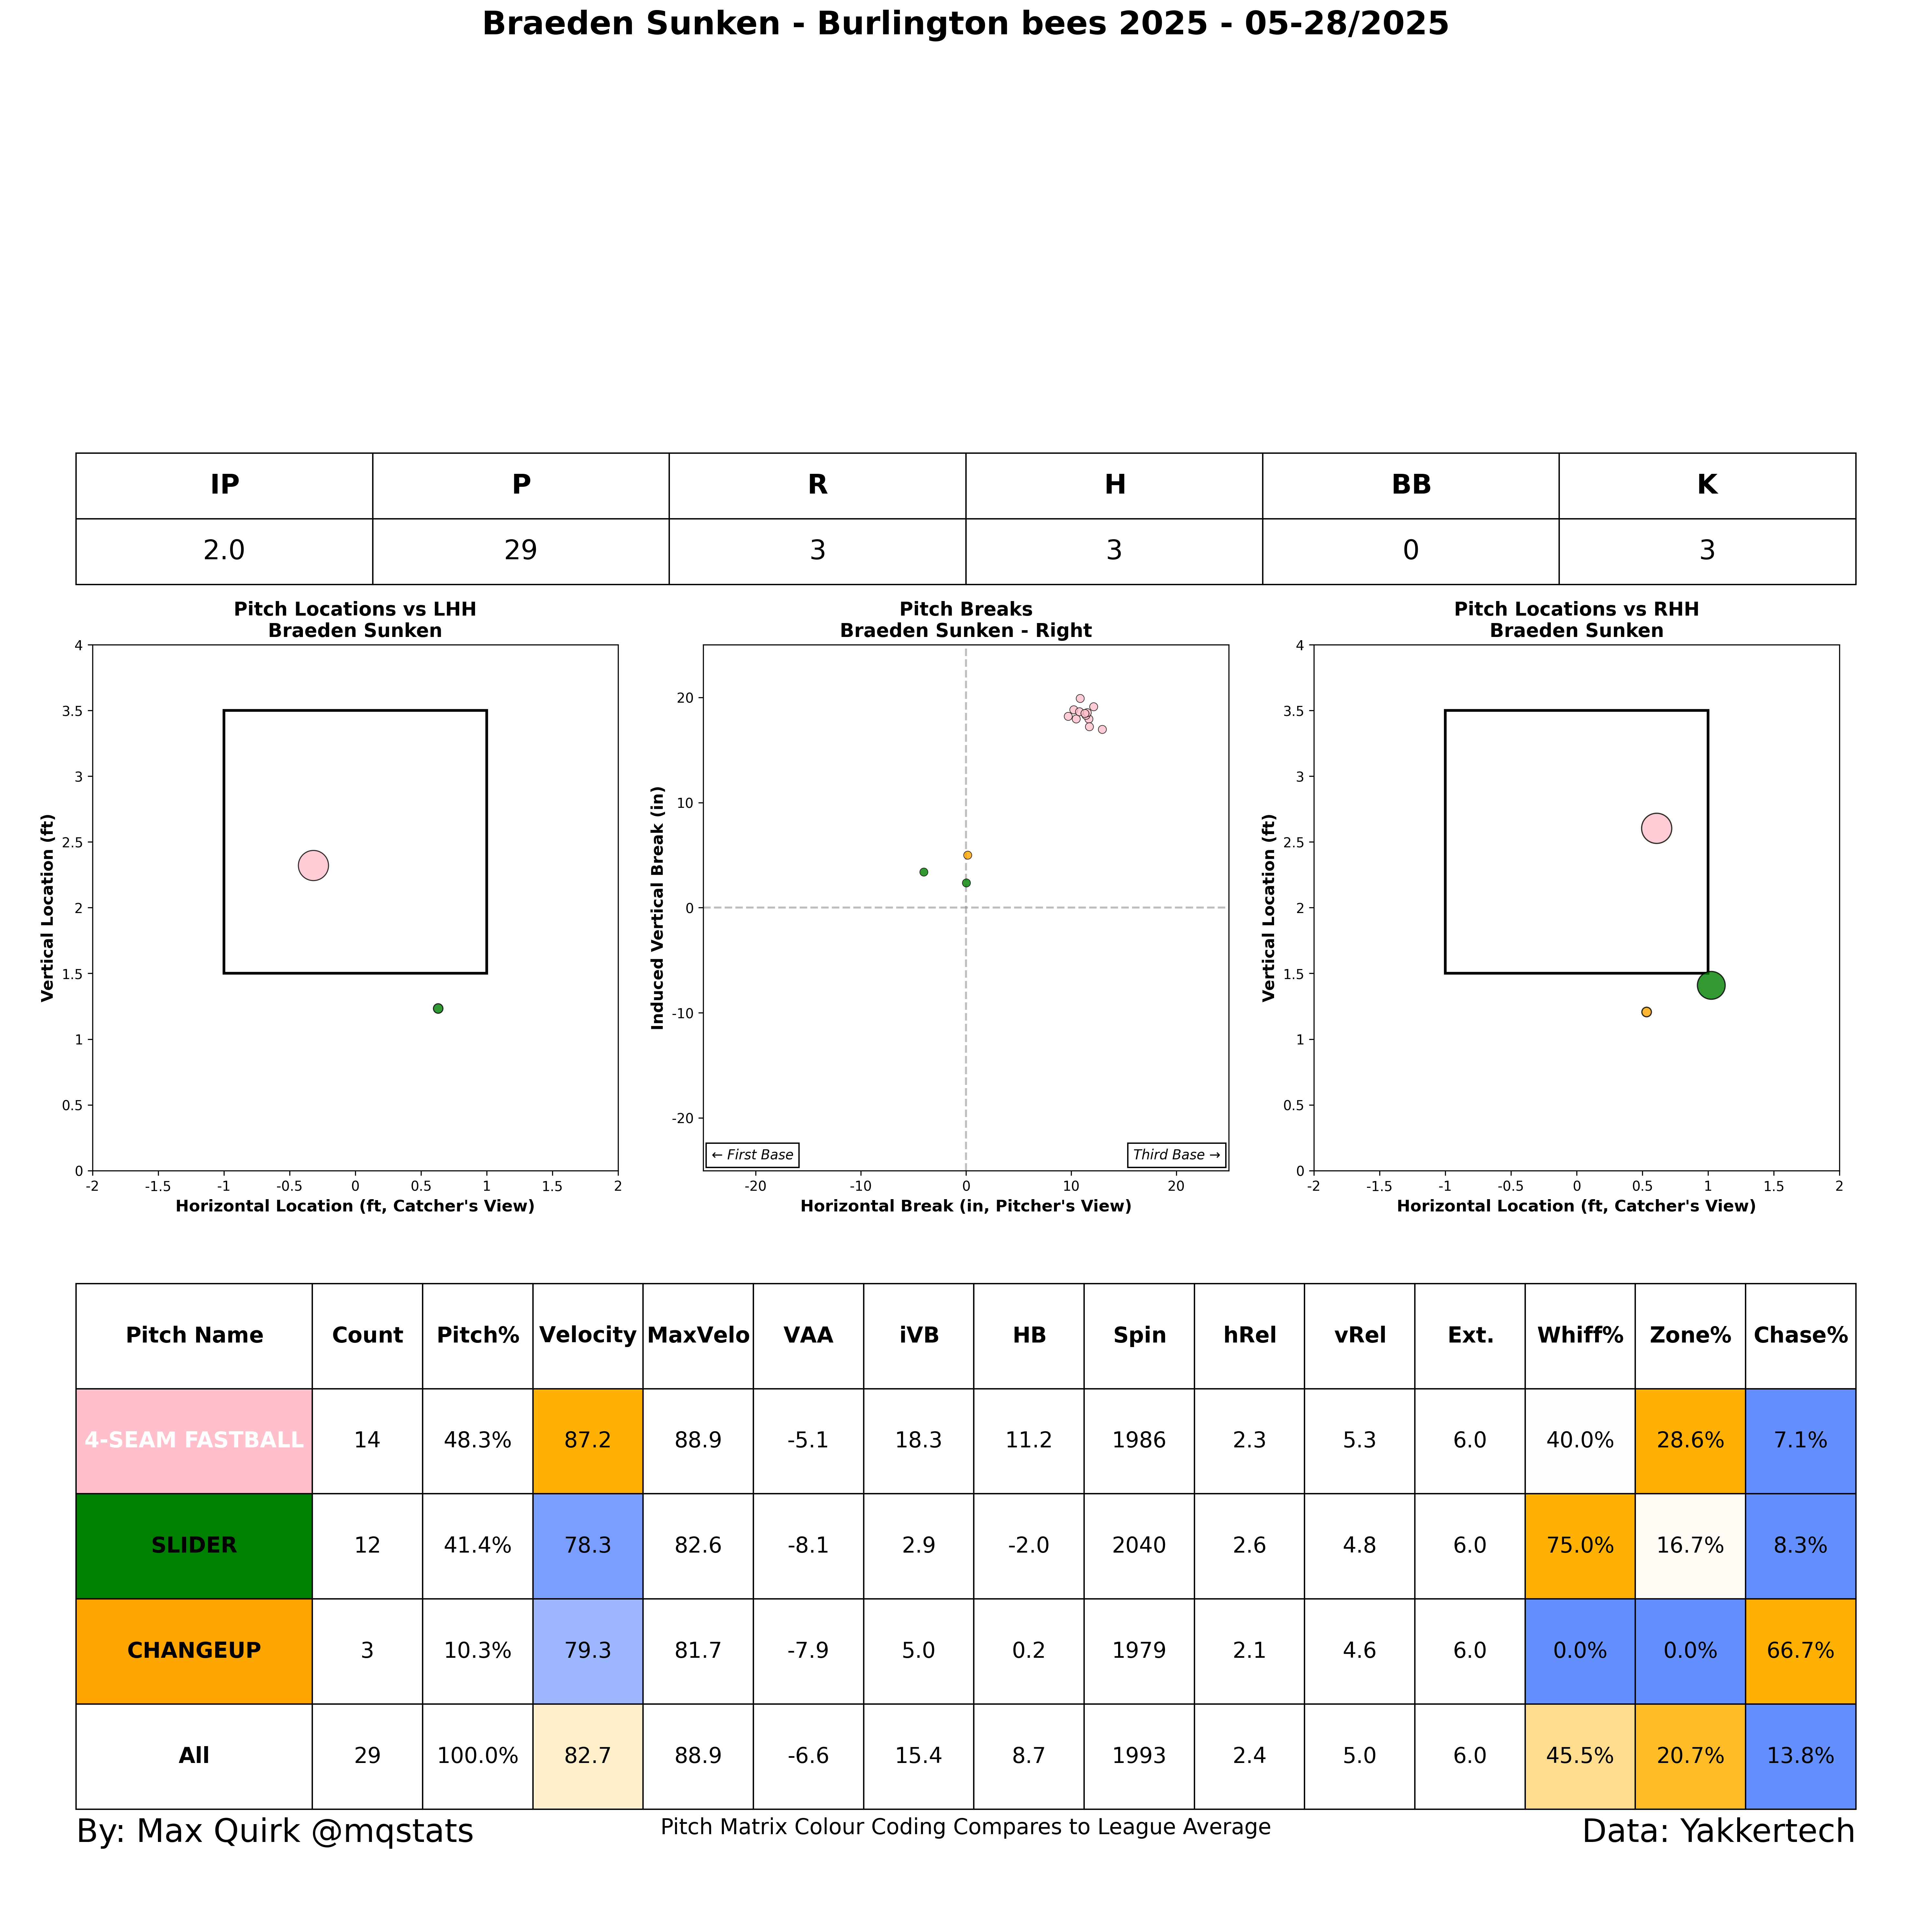 Braeden Sunken - Burlington bees 2025 - 05-28/2025
IP P R H BB K
2.0 29 3 3 0 3
Pitch Locations vs LHH
Braeden Sunken
4
3.5
3
2.5
2
1.5
1
0.5
0
Vertical Location (ft)
-2 -1.5 -1 -0.5 0 0.5 1 1.5 2
Horizontal Location (ft, Catcher's View)
Pitch Breaks
Braeden Sunken - Right
20
10
0
-10
-20
Induced Vertical Break (in)
← First Base
Third Base →
-20 -10 0 10 20
Horizontal Break (in, Pitcher's View)
Pitch Locations vs RHH
Braeden Sunken
4
3.5
3
2.5
2
1.5
1
0.5
0
Vertical Location (ft)
-2 -1.5 -1 -0.5 0 0.5 1 1.5 2
Horizontal Location (ft, Catcher's View)
Pitch Name Count Pitch% Velocity MaxVelo VAA iVB HB Spin hRel vRel Ext. Whiff% Zone% Chase%
4-SEAM FASTBALL 14 48.3% 87.2 88.9 -5.1 18.3 11.2 1986 2.3 5.3 6.0 40.0% 28.6% 7.1%
SLIDER 12 41.4% 78.3 82.6 -8.1 2.9 -2.0 2040 2.6 4.8 6.0 75.0% 16.7% 8.3%
CHANGEUP 3 10.3% 79.3 81.7 -7.9 5.0 0.2 1979 2.1 4.6 6.0 0.0% 0.0% 66.7%
All 29 100.0% 82.7 88.9 -6.6 15.4 8.7 1993 2.4 5.0 6.0 45.5% 20.7% 13.8%
By: Max Quirk @mqstats
Pitch Matrix Colour Coding Compares to League Average
Data: Yakkertech